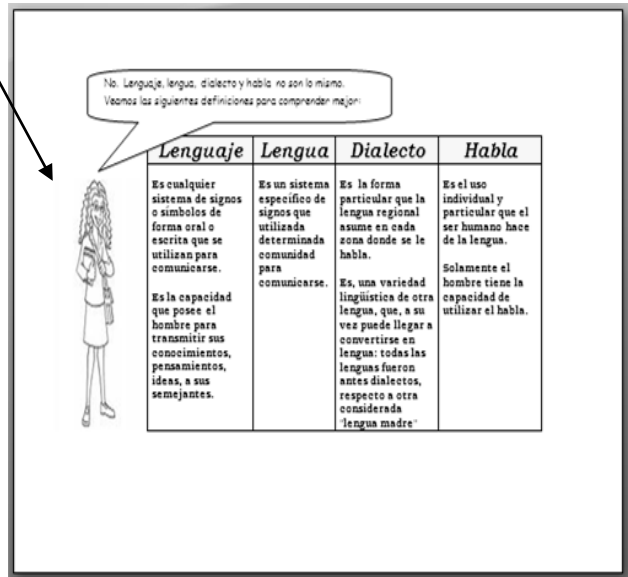 No. Lenguaje, lengua, dialecto y habla no son lo mismo.
Veamos las siguientes definiciones para comprender mejor:
Lenguaje
Es cualquier
sistema de signos
o símbolos de
forma oral o
escrita que se
utilizan para
comunicarse.
Es la capacidad
que posee el
hombre para
transmitir sus
conocimientos,
pensamientos,
ideas, a sus
semejantes.
Lengua
Es un sistema
específico de
signos que
utilizada
determinada
comunidad
para
comunicarse.
Dialecto
Es la forma
particular que la
lengua regional
asume en cada
zona donde se le
habla.
Es, una variedad
lingüística de otra
lengua, que, a su
vez puede llegar a
convertirse en
lengua: todas las
lenguas fueron
antes dialectos,
respecto a otra
considerada
"lengua madre"
Habla
Es el uso
individual y
particular que el
ser humano hace
de la lengua.
Solamente el
hombre tiene la
capacidad de
utilizar el habla.